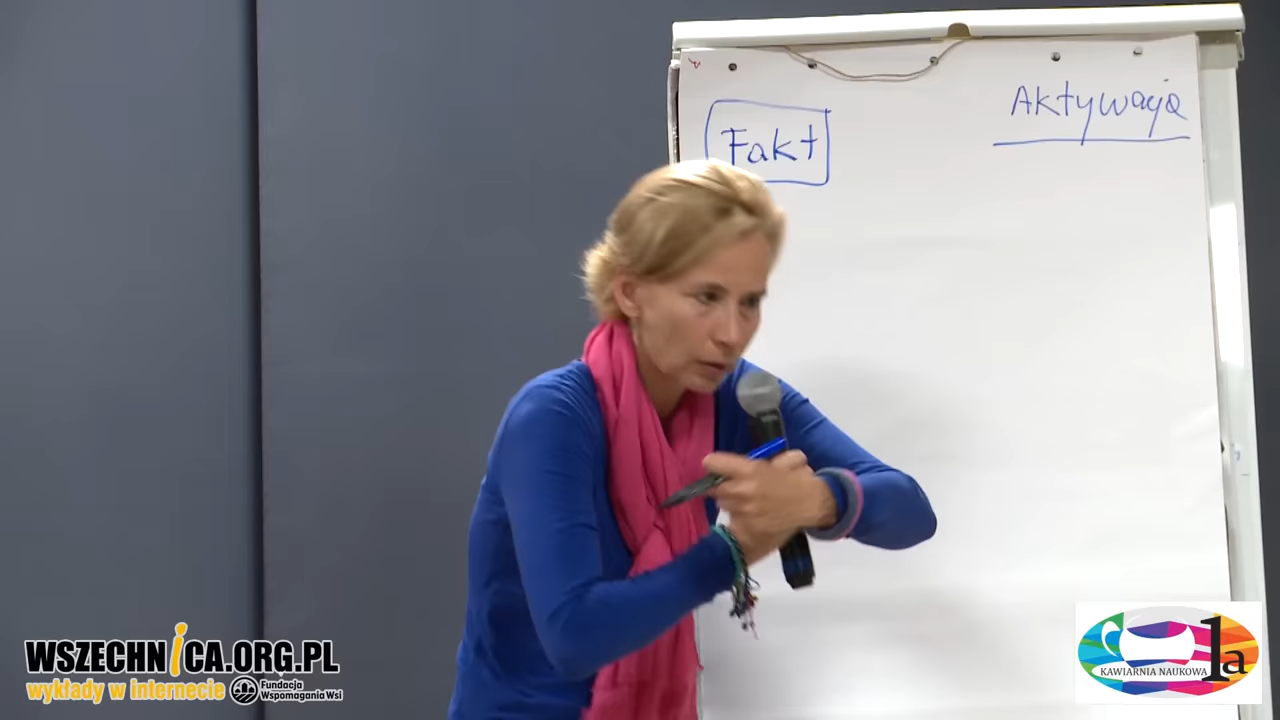 Fakt
Aktywacja
WSZECHNICA.ORG.PL
wykłady w internecie
Fundacja
Wspomagania Wsi
KAWIARNIA NAUKOWA
1a